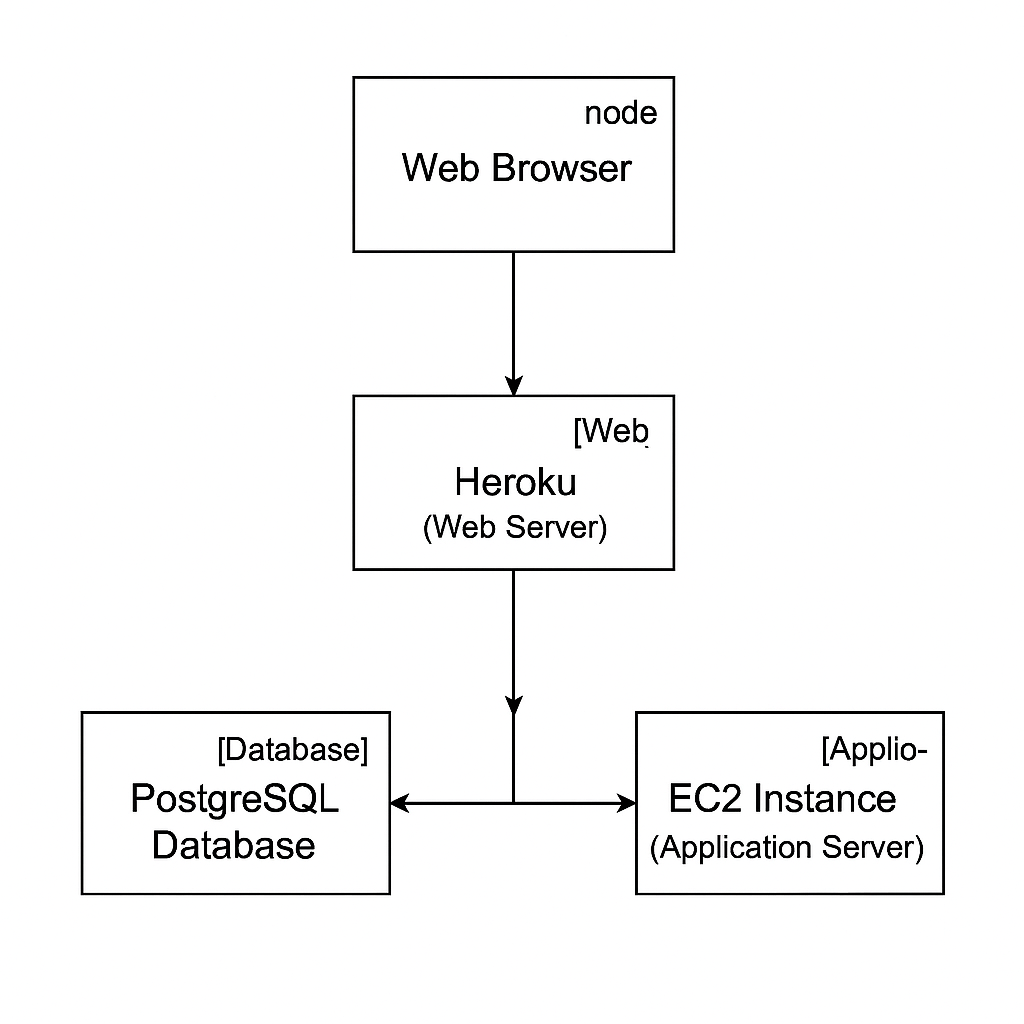 node
Web Browser
[Web
Heroku
(Web Server)
[Database]
PostgreSQL
Database
[Applio-
EC2 Instance
(Application Server)